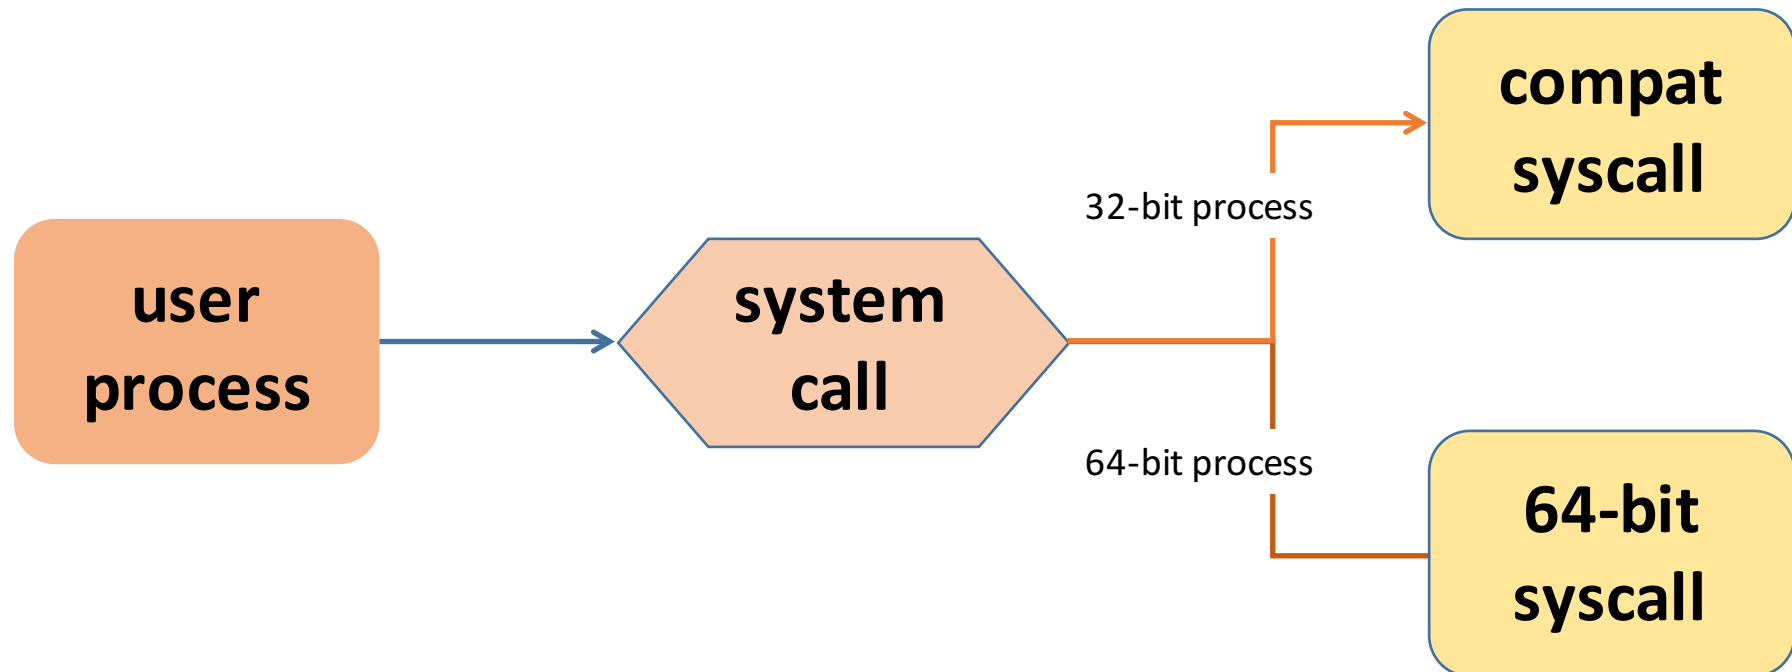 user
process
system
call
32-bit process
64-bit process
compat
syscall
64-bit
syscall